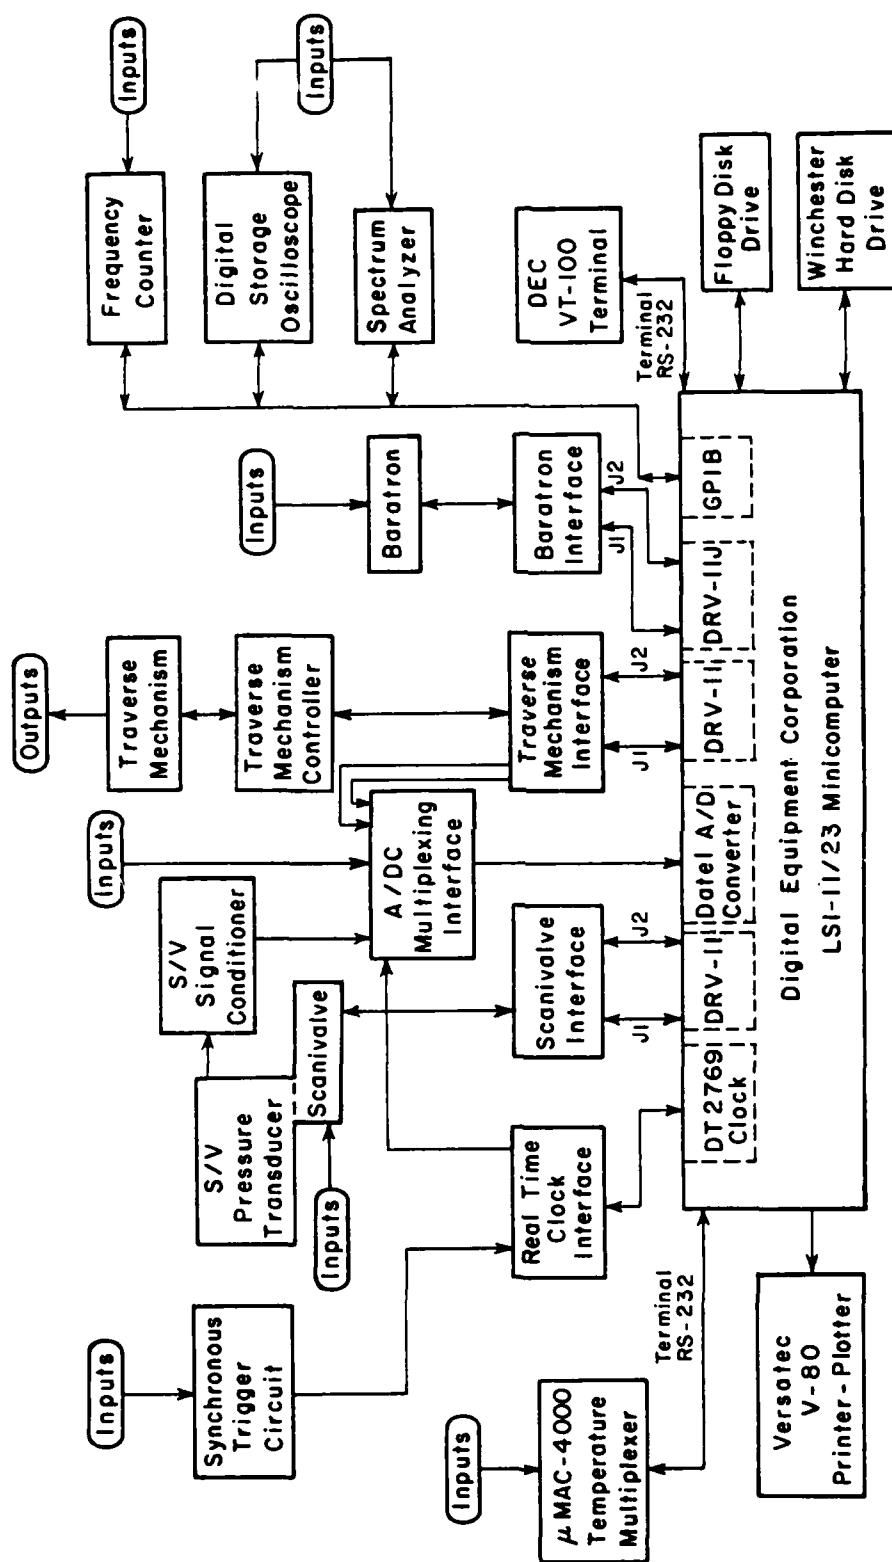 Inputs
Synchronous
Trigger
Circuit
Inputs
μMAC-4000
Temperature
Multiplexer
Terminal
RS-232
Versatec
V-80
Printer-Plotter
S/V
Pressure
Transducer
Scanivalve
Inputs
S/V
Signal
Conditioner
Real Time
Clock
Interface
Scanivalve
Interface
J1
J2
Inputs
A/DC
Multiplexing
Interface
Outputs
Traverse
Mechanism
Traverse
Mechanism
Controller
Traverse
Mechanism
Interface
J1
J2
Inputs
Baratron
Baratron
Interface
J1
J2
Inputs
Frequency
Counter
Digital
Storage
Oscilloscope
Inputs
Spectrum
Analyzer
DEC
VT-100
Terminal
Terminal
RS-232
Floppy Disk
Drive
Winchester
Hard Disk
Drive
DT2769
Clock
DRV-11
Datel A/D
Converter
DRV-11
DRV-11J
GPIB
Digital Equipment Corporation
LSI-11/23 Minicomputer